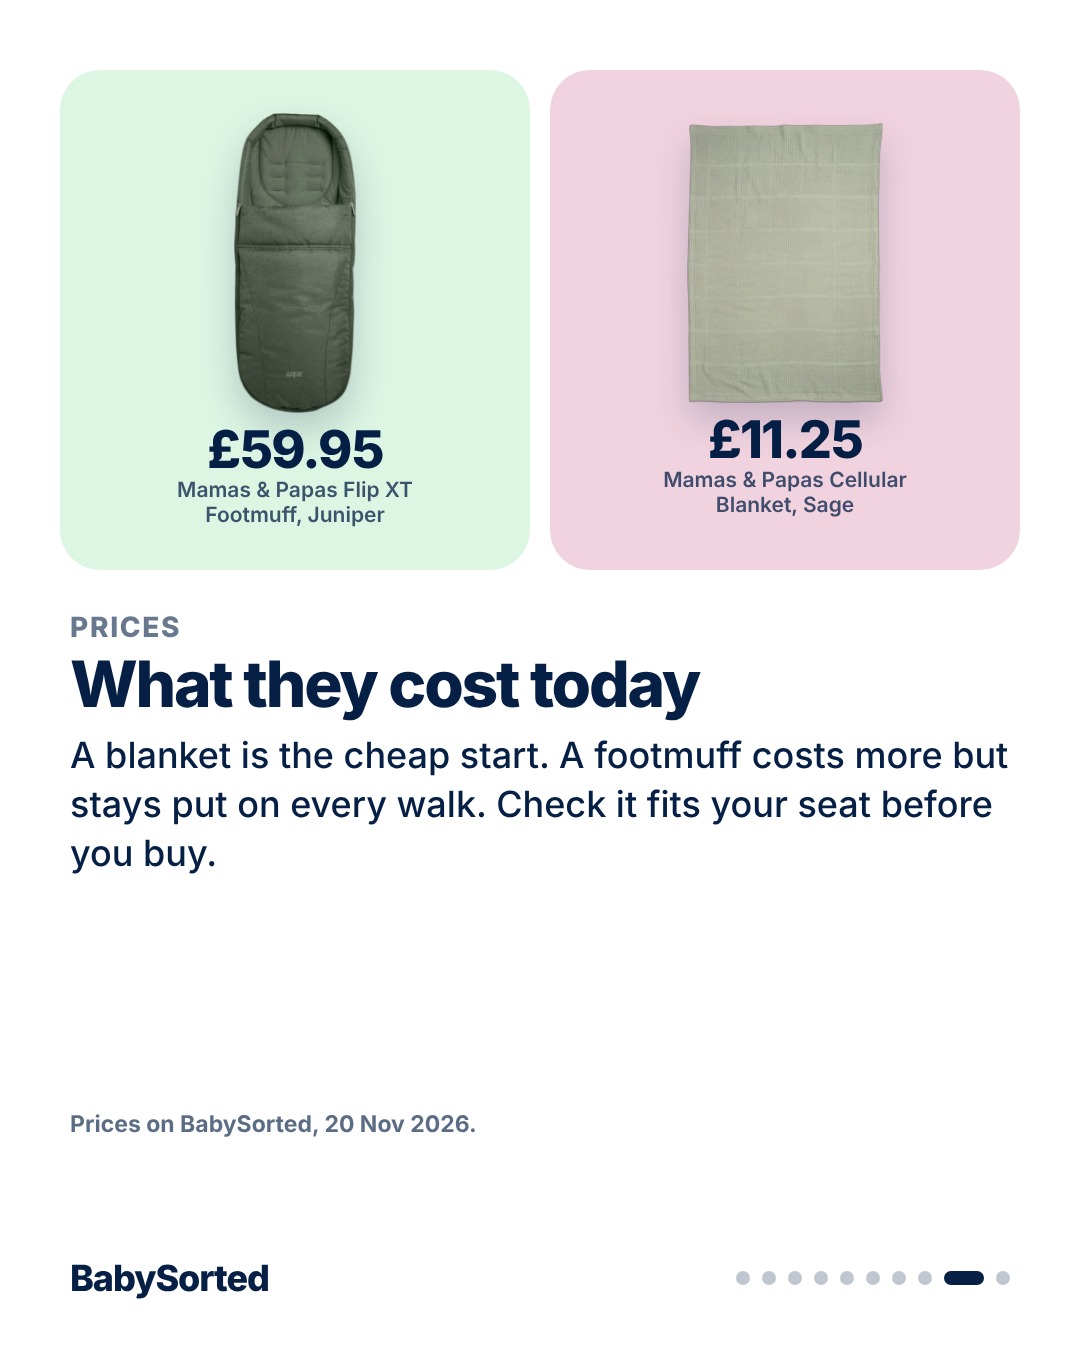 £59.95
Mamas & Papas Flip XT
Footmuff, Juniper
£11.25
Mamas & Papas Cellular
Blanket, Sage
PRICES
What they cost today
A blanket is the cheap start. A footmuff costs more but
stays put on every walk. Check it fits your seat before
you buy.
Prices on BabySorted, 20 Nov 2026.
BabySorted